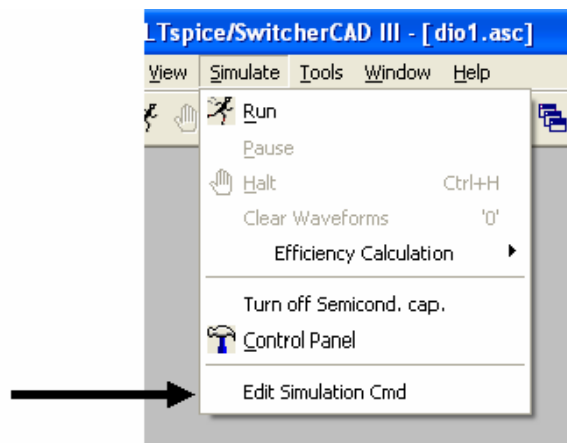 LTspice/SwitcherCAD III - [dio1.asc]
View Simulate Tools Window Help
Run
Pause
Halt Ctrl+H
Clear Waveforms '0'
Efficiency Calculation
Turn off Semicond. cap.
Control Panel
Edit Simulation Cmd